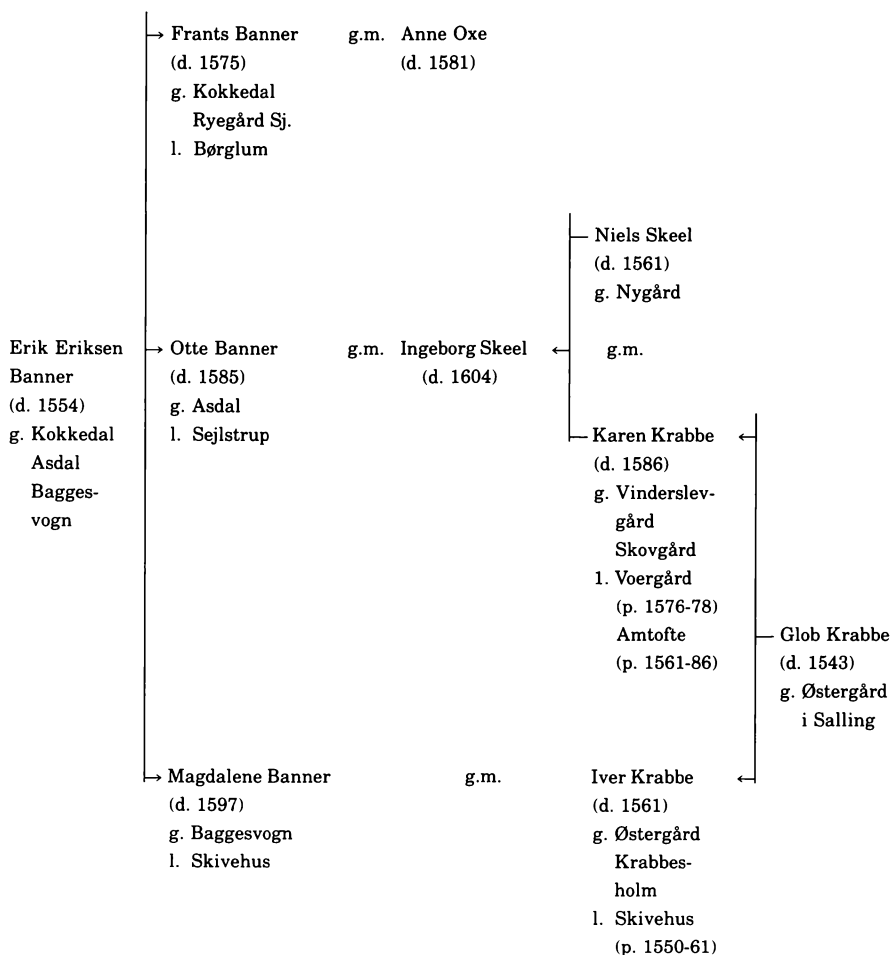 Frants Banner g.m. Anne Oxe
(d. 1575) (d. 1581)
g. Kokkedal
Ryegård Sj.
l. Børglum
Niels Skeel
(d. 1561)
g. Nygård
Erik Eriksen
Banner
(d. 1554)
g. Kokkedal
Asdal
Bagges-
vogn
Otte Banner g.m. Ingeborg Skeel
(d. 1585) (d. 1604)
g. Asdal
l. Sejlstrup
g.m.
Karen Krabbe
(d. 1586)
g. Vinderslev-
gård
Skovgård
1. Voergård
(p. 1576-78)
Amtofte
(p. 1561-86)
Glob Krabbe
(d. 1543)
g. Østergård
i Salling
Magdalene Banner g.m. Iver Krabbe
(d. 1597)
g. Baggesvogn
l. Skivehus
(d. 1561)
g. Østergård
Krabbes-
holm
l. Skivehus
(p. 1550-61)